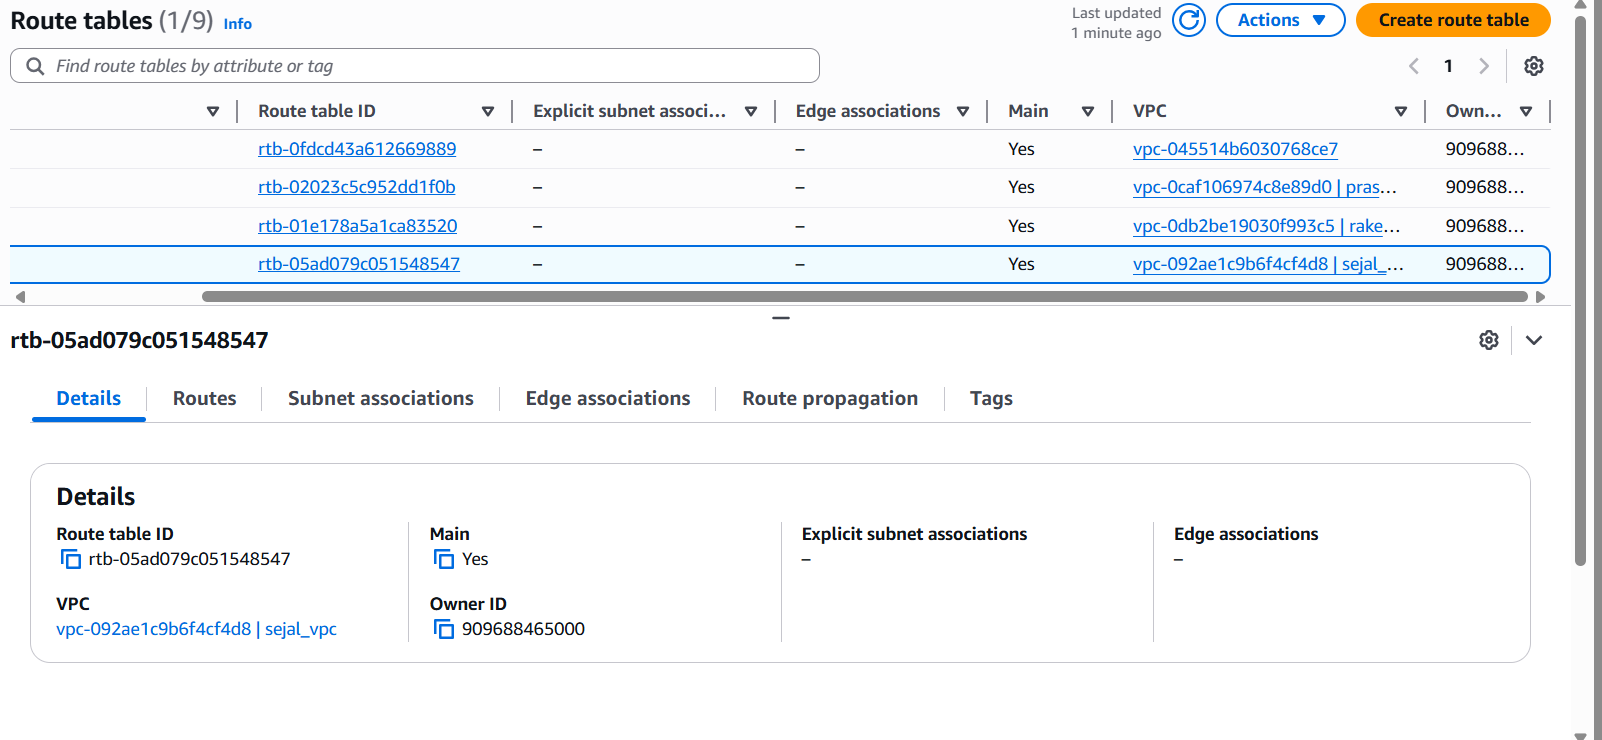 Route tables (1/9) Info
Last updated
1 minute ago
Actions
Create route table
Find route tables by attribute or tag
1
Route table ID Explicit subnet associ... Edge associations Main VPC Own...
rtb-0fdcd43a612669889 – – Yes vpc-045514b6030768ce7 909688...
rtb-02023c5c952dd1f0b – – Yes vpc-0caf106974c8e89d0 | pras... 909688...
rtb-01e178a5a1ca83520 – – Yes vpc-0db2be19030f993c5 | rake... 909688...
rtb-05ad079c051548547 – – Yes vpc-092ae1c9b6f4cf4d8 | sejal_... 909688...
rtb-05ad079c051548547
Details Routes Subnet associations Edge associations Route propagation Tags
Details
Route table ID Main Explicit subnet associations Edge associations
rtb-05ad079c051548547 Yes – –
VPC Owner ID
vpc-092ae1c9b6f4cf4d8 | sejal_vpc 909688465000